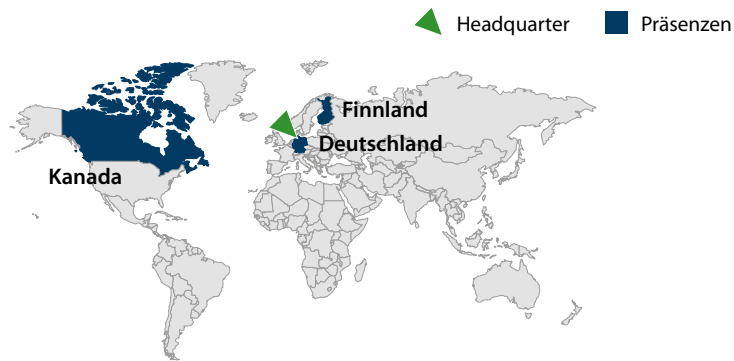 Headquarter
Präsenzen
Finnland
Deutschland
Kanada